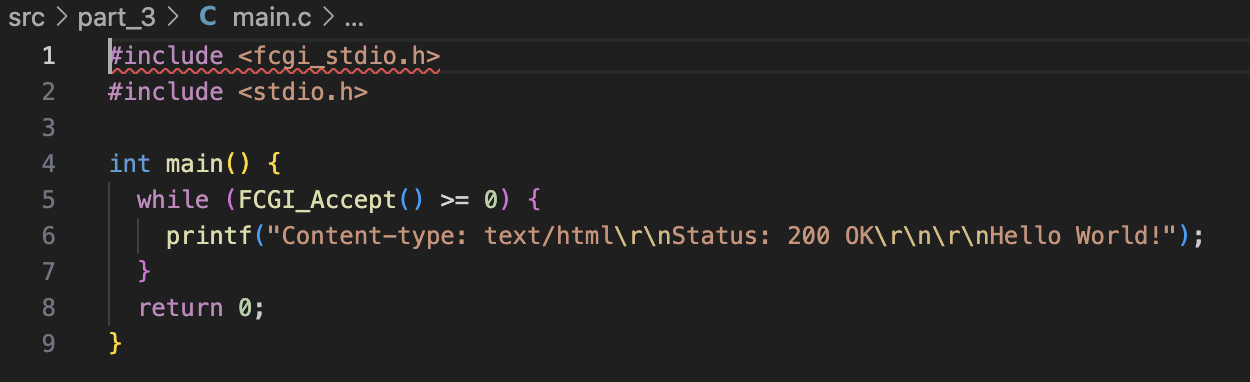 src > part_3 > C main.c > ...
1 #include <fcgi_stdio.h>
2 #include <stdio.h>
3
4 int main() {
5   while (FCGI_Accept() >= 0) {
6     printf("Content-type: text/html\r\nStatus: 200 OK\r\n\r\nHello World!");
7   }
8   return 0;
9 }